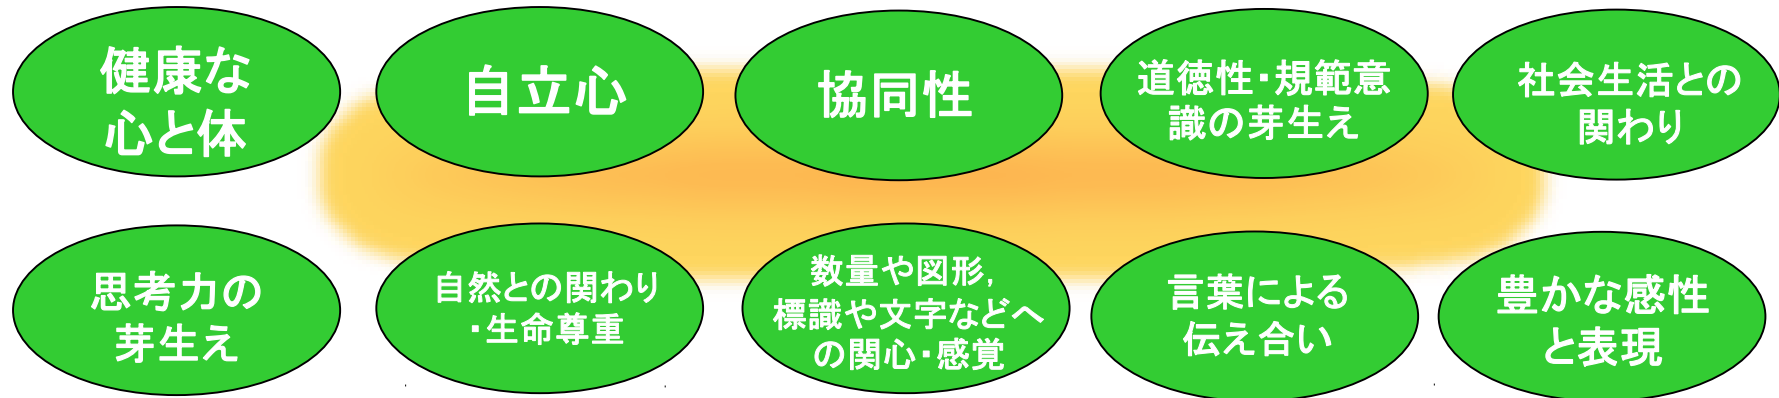 健康な
心と体
自立心
協同性
道徳性・規範意
識の芽生え
社会生活との
関わり
思考力の
芽生え
自然との関わり
・生命尊重
数量や図形,
標識や文字などへ
の関心・感覚
言葉による
伝え合い
豊かな感性
と表現